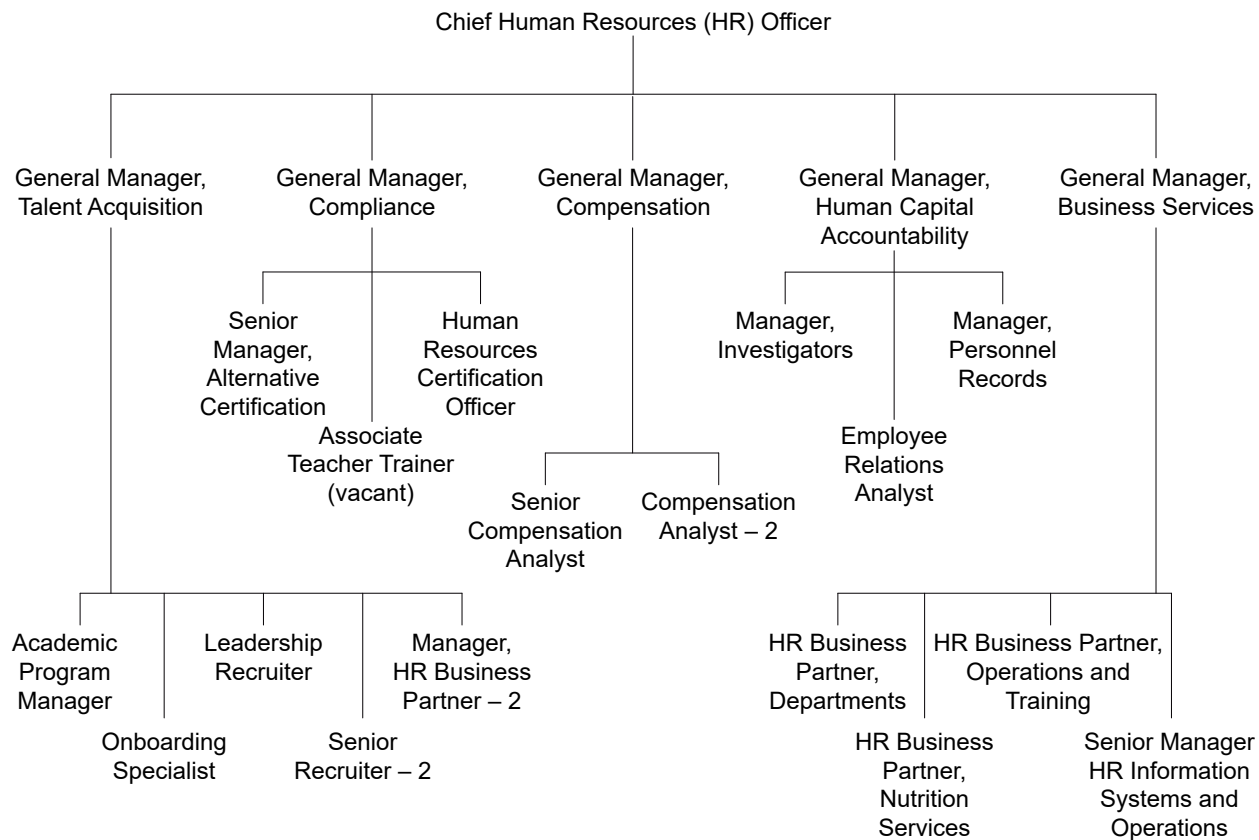 Chief Human Resources (HR) Officer
General Manager,
Talent Acquisition
General Manager,
Compliance
General Manager,
Compensation
General Manager,
Human Capital
Accountability
General Manager,
Business Services
Senior
Manager,
Alternative
Certification
Human
Resources
Certification
Officer
Associate
Teacher Trainer
(vacant)
Senior
Compensation
Analyst
Compensation
Analyst – 2
Manager,
Investigators
Manager,
Personnel
Records
Employee
Relations
Analyst
Academic
Program
Manager
Onboarding
Specialist
Leadership
Recruiter
Senior
Recruiter – 2
Manager,
HR Business
Partner – 2
HR Business
Partner,
Departments
HR Business
Partner,
Nutrition
Services
HR Business Partner,
Operations and
Training
Senior Manager
HR Information
Systems and
Operations